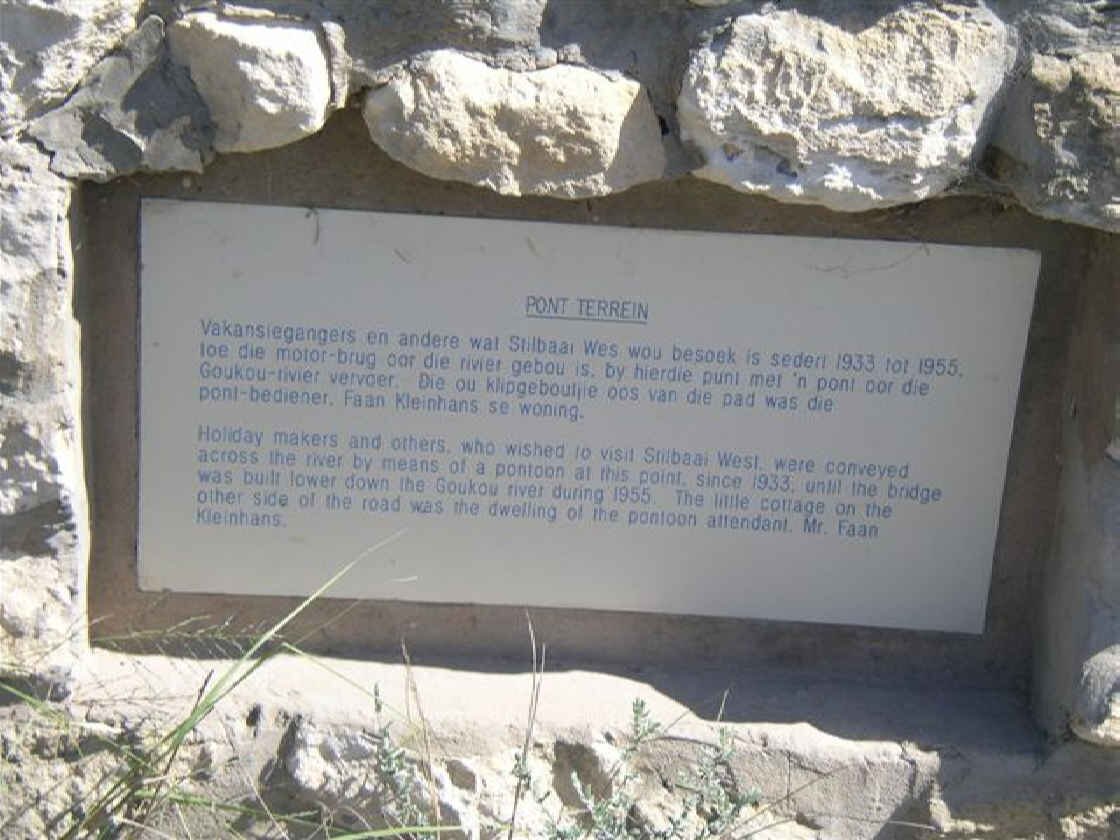 PONT TERREIN
Vakansiegangers en andere wat Stilbaai Wes wou besoek is sedert 1933 tot 1955,
toe die motor-brug oor die rivier gebou is, by hierdie punt met 'n pont oor die
Goukou-rivier vervoer. Die ou klipgeboutjie oos van die pad was die
pont-bediener, Faan Kleinhans se woning.
Holiday makers and others, who wished to visit Stilbaai West, were conveyed
across the river by means of a pontoon at this point, since 1933, until the bridge
was built lower down the Goukou river during 1955. The little cottage on the
other side of the road was the dwelling of the pontoon attendant, Mr. Faan
Kleinhans.